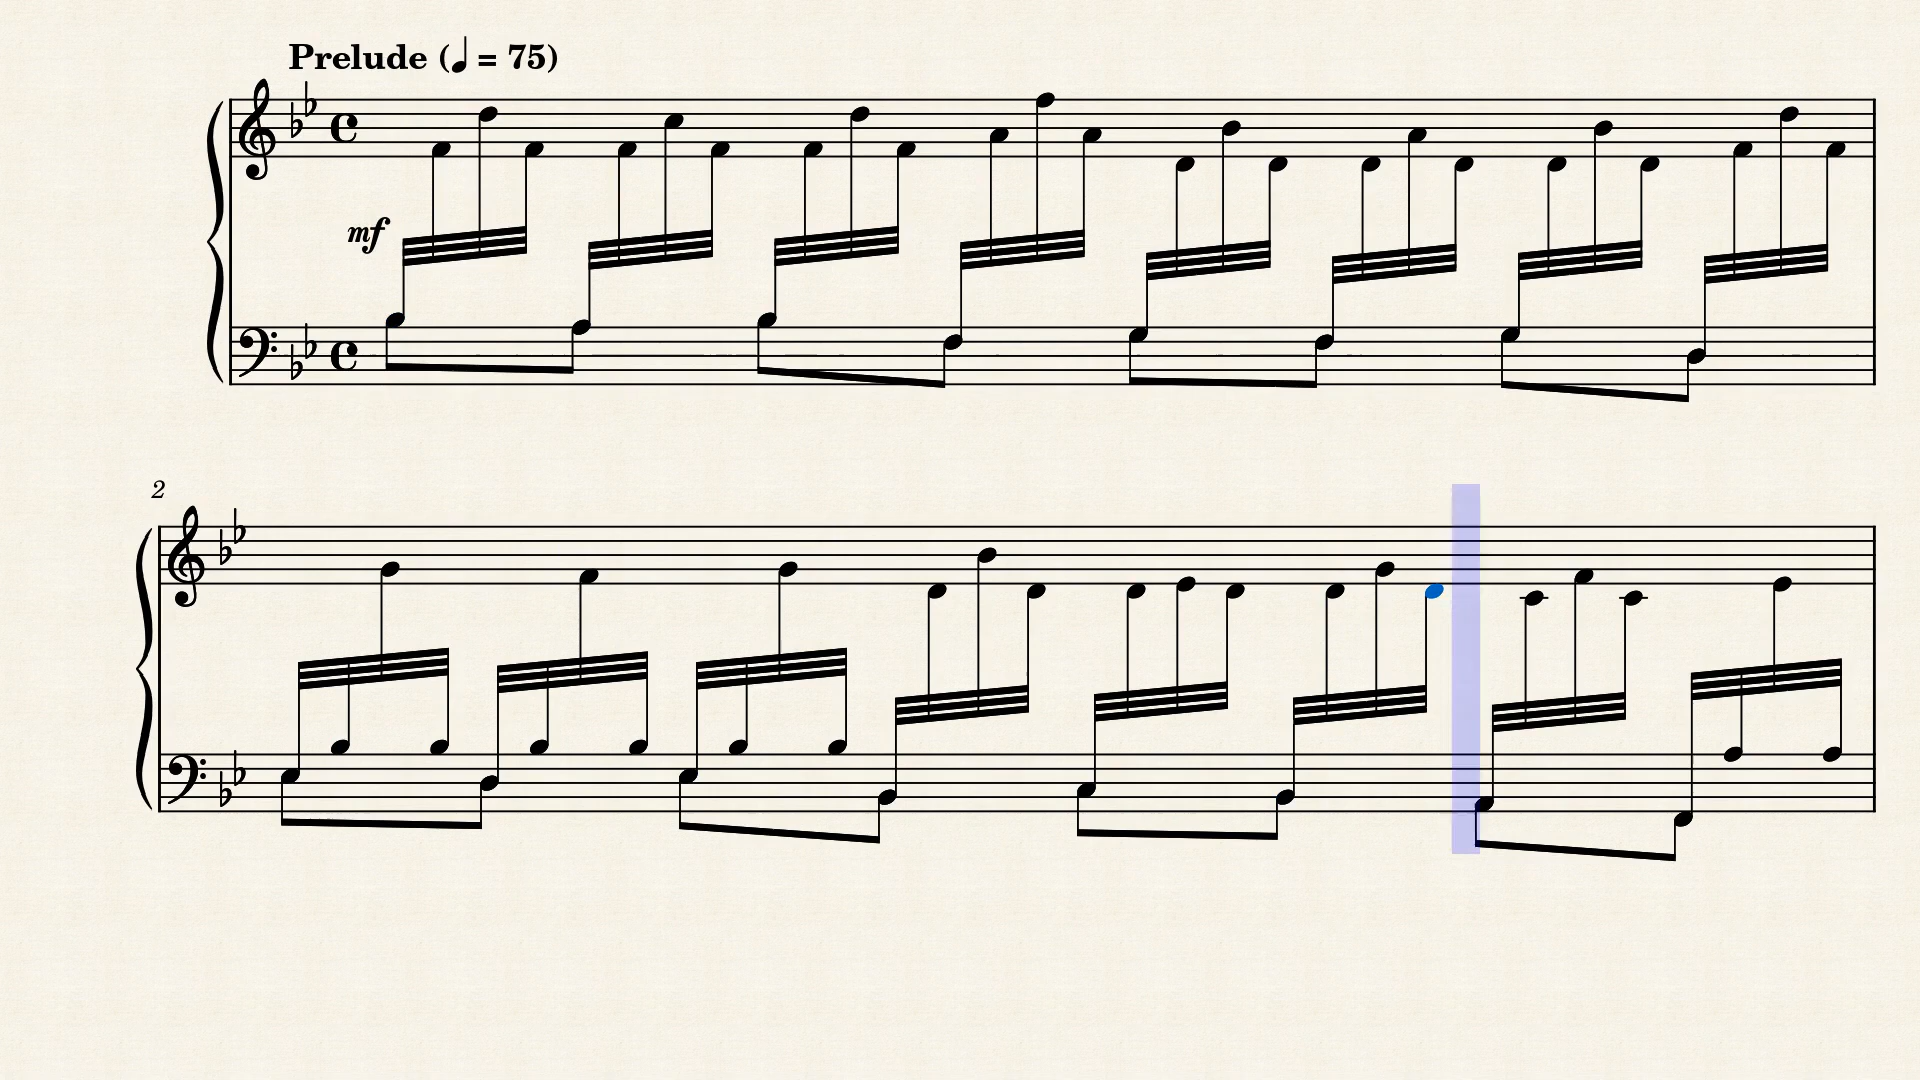 Prelude (♩ = 75)
mf
2